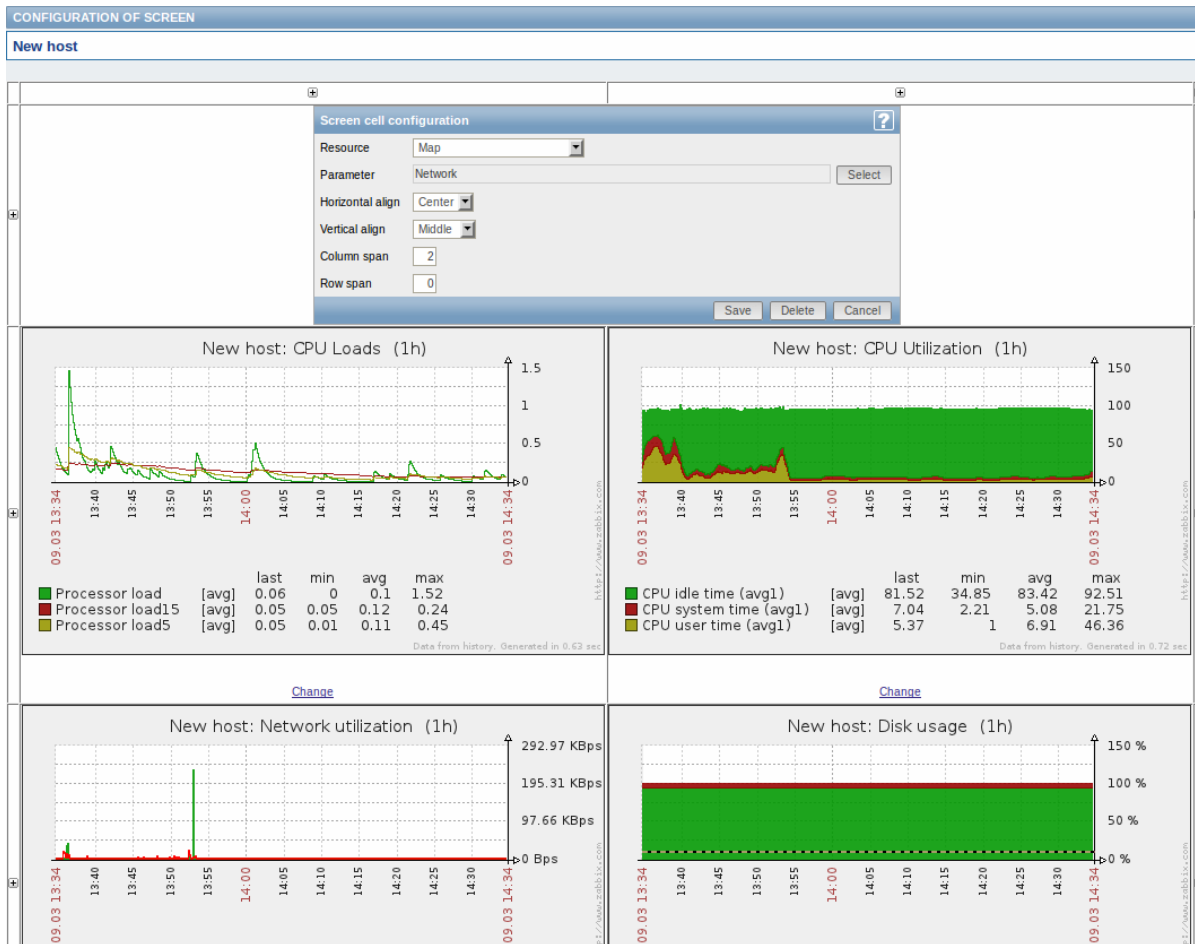 CONFIGURATION OF SCREEN
New host
Screen cell configuration ?
Resource Map
Parameter Network Select
Horizontal align Center
Vertical align Middle
Column span 2
Row span 0
Save Delete Cancel
New host: CPU Loads (1h)
1.5
1
0.5
0
09.03 13:34 13:40 13:45 13:50 13:55 14:00 14:05 14:10 14:15 14:20 14:25 14:30 09.03 14:34
http://www.zabbix.com
last min avg max
Processor load [avg] 0.06 0 0.1 1.52
Processor load15 [avg] 0.05 0.05 0.12 0.24
Processor load5 [avg] 0.05 0.01 0.11 0.45
Data from history. Generated in 0.63 sec
Change
New host: CPU Utilization (1h)
150
100
50
0
09.03 13:34 13:40 13:45 13:50 13:55 14:00 14:05 14:10 14:15 14:20 14:25 14:30 09.03 14:34
http://www.zabbix.com
last min avg max
CPU idle time (avg1) [avg] 81.52 34.85 83.42 92.51
CPU system time (avg1) [avg] 7.04 2.21 5.08 21.75
CPU user time (avg1) [avg] 5.37 1 6.91 46.36
Data from history. Generated in 0.72 sec
Change
New host: Network utilization (1h)
292.97 KBps
195.31 KBps
97.66 KBps
0 Bps
09.03 13:34 13:40 13:45 13:50 13:55 14:00 14:05 14:10 14:15 14:20 14:25 14:30 09.03 14:34
://www.zabbix.com
New host: Disk usage (1h)
150 %
100 %
50 %
0 %
09.03 13:34 13:40 13:45 13:50 13:55 14:00 14:05 14:10 14:15 14:20 14:25 14:30 09.03 14:34
://www.zabbix.com